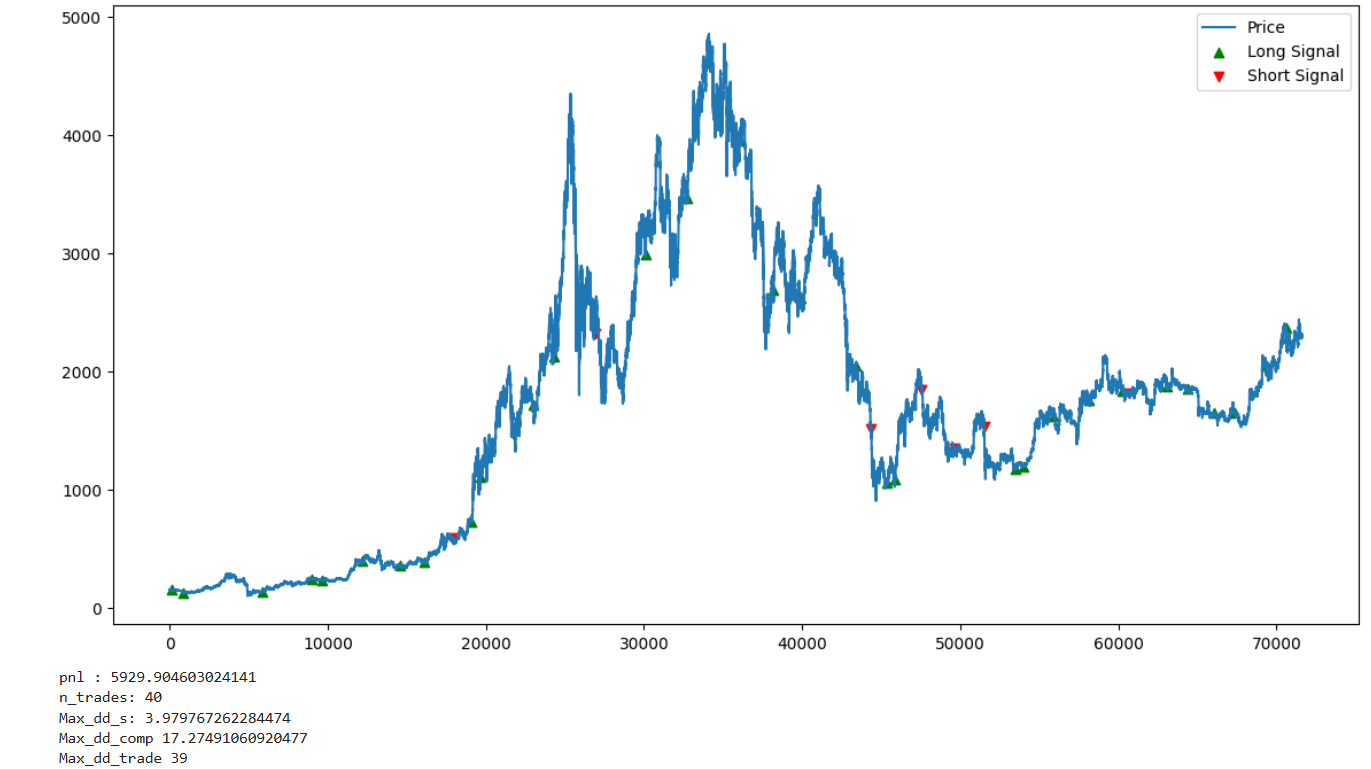 5000
4000
3000
2000
1000
0
Price
Long Signal
Short Signal
0 10000 20000 30000 40000 50000 60000 70000
pnl : 5929.904603024141
n_trades: 40
Max_dd_s: 3.979767262284474
Max_dd_comp 17.27491060920477
Max_dd_trade 39